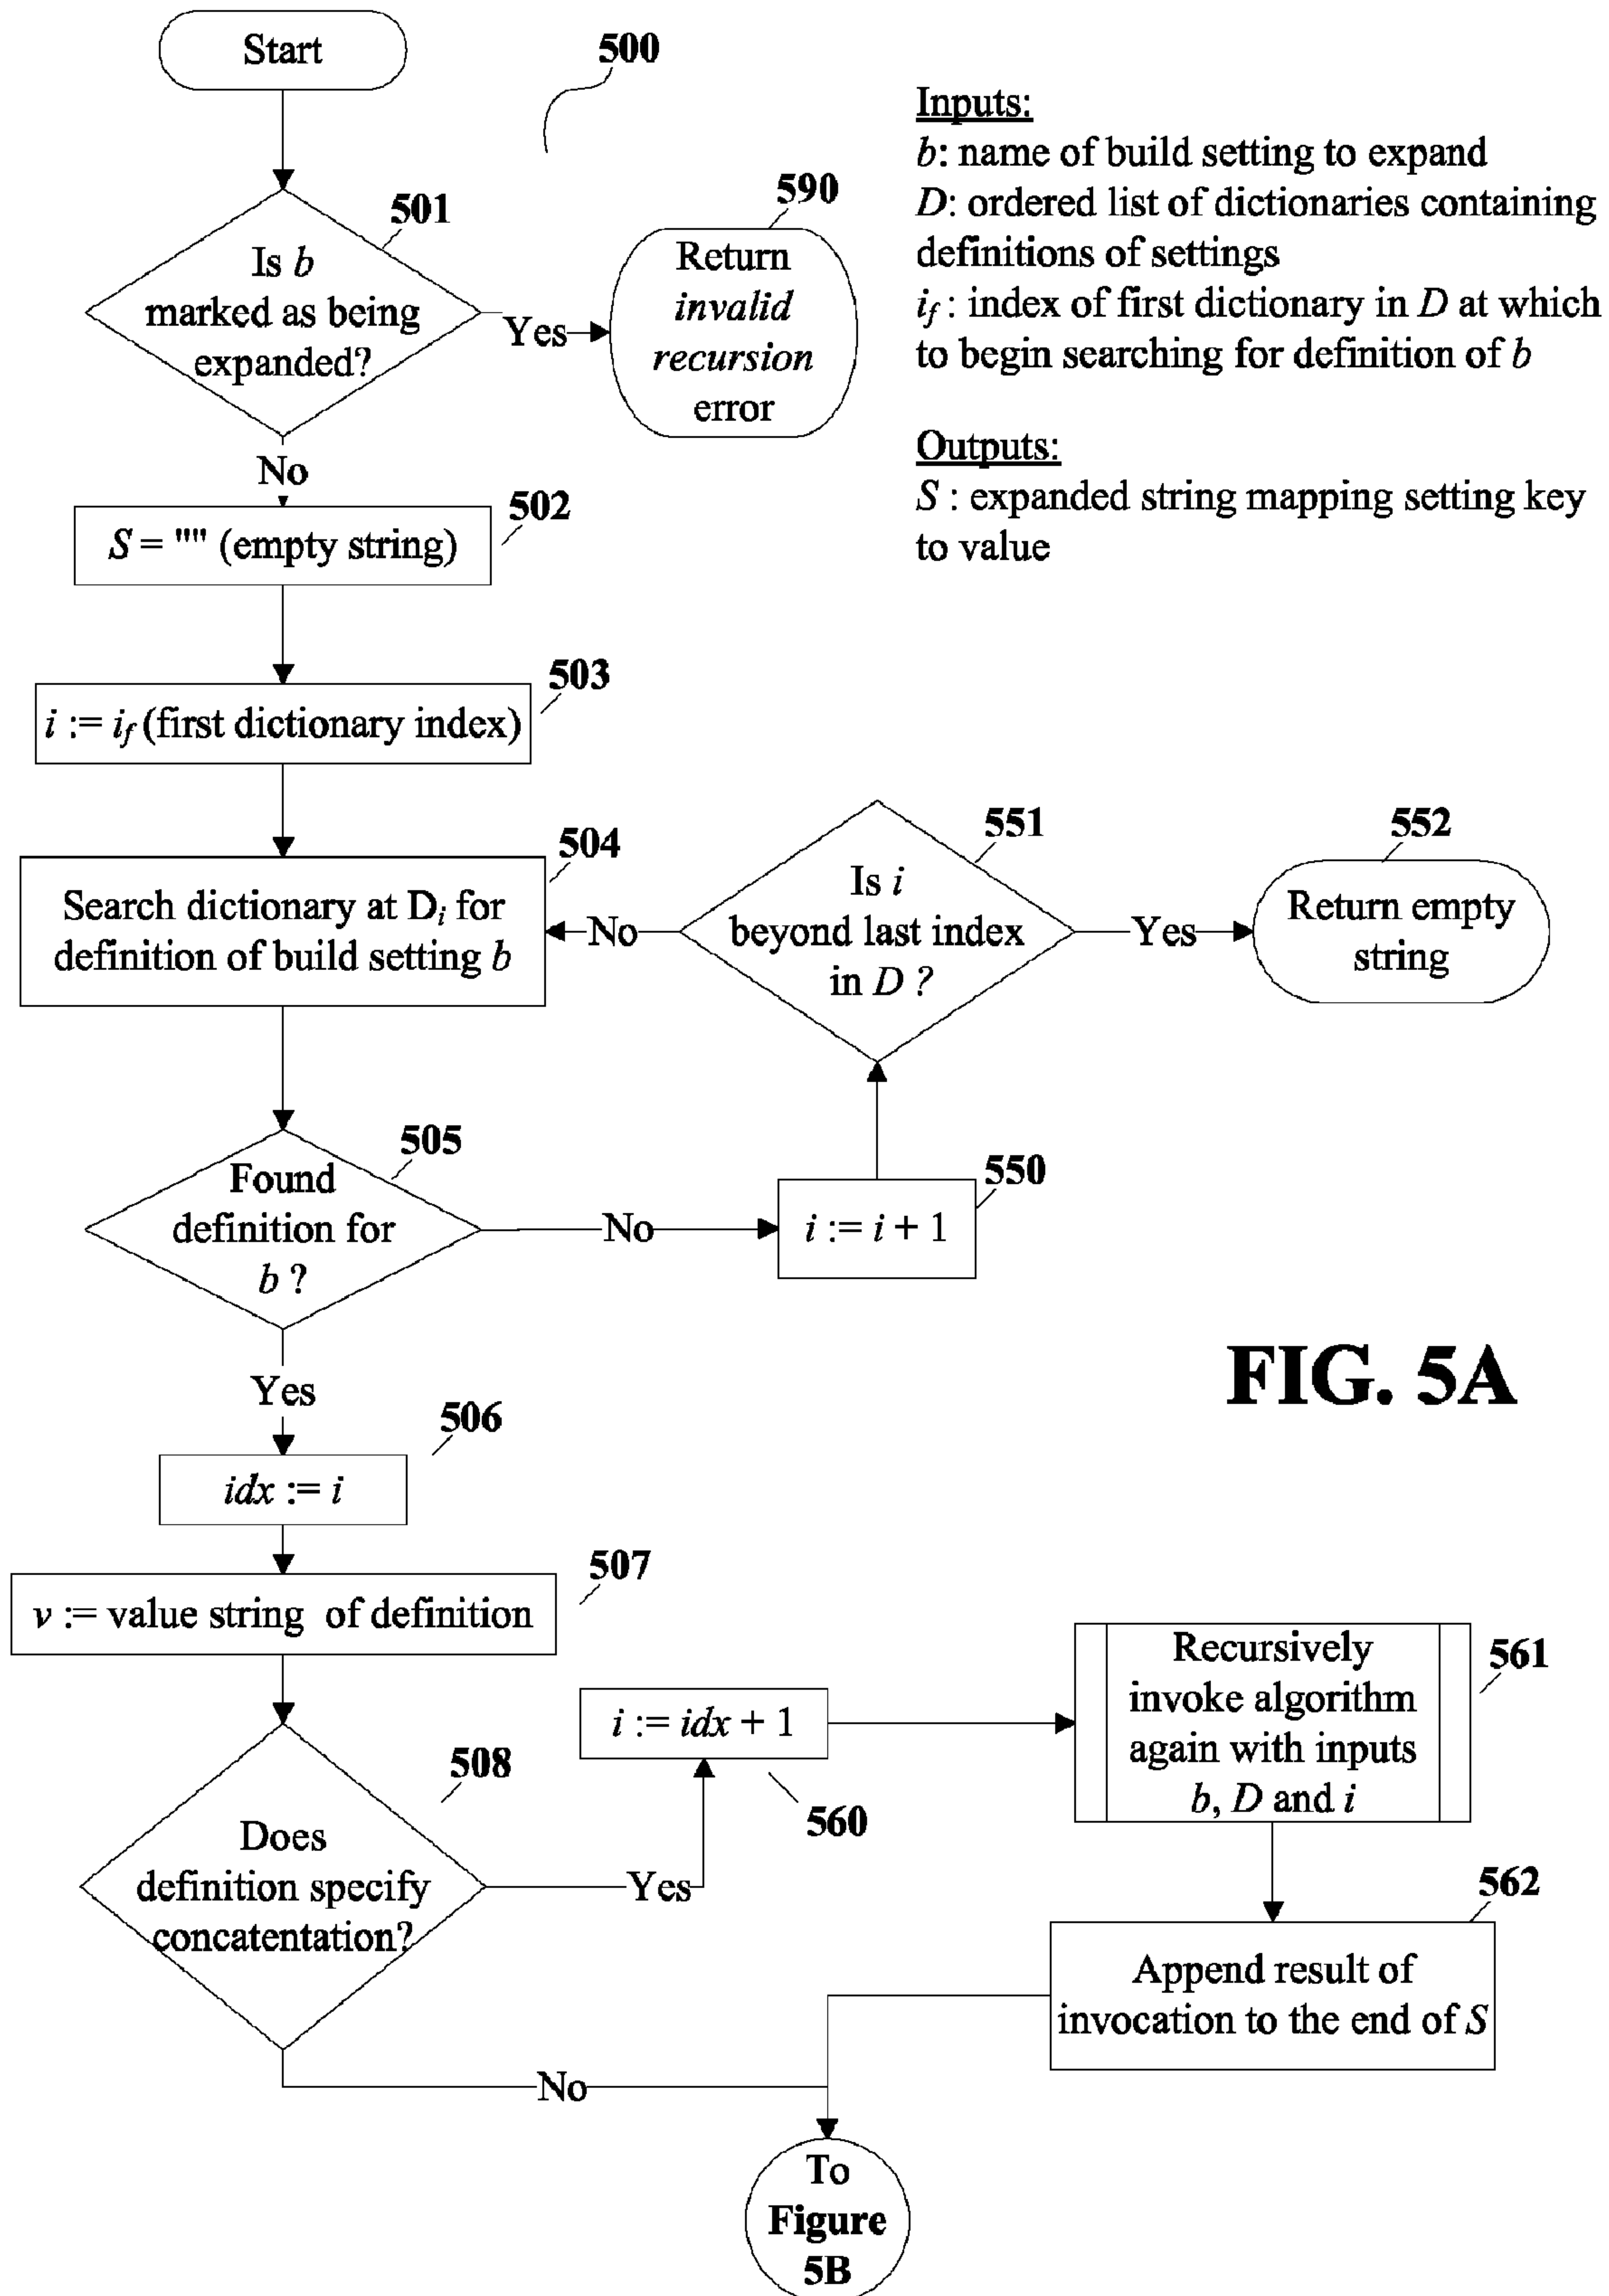 Start
500
Inputs:
b: name of build setting to expand
D: ordered list of dictionaries containing
definitions of settings
if : index of first dictionary in D at which
to begin searching for definition of b
Outputs:
S : expanded string mapping setting key
to value
501
Is b
marked as being
expanded?
Yes
590
Return
invalid
recursion
error
No
502
S = "" (empty string)
503
i := if (first dictionary index)
504
Search dictionary at Di for
definition of build setting b
551
Is i
beyond last index
in D ?
No
Yes
552
Return empty
string
505
Found
definition for
b ?
No
550
i := i + 1
Yes
FIG. 5A
506
idx := i
507
v := value string of definition
508
Does
definition specify
concatentation?
Yes
i := idx + 1
560
Recursively
invoke algorithm
again with inputs
b, D and i
561
562
Append result of
invocation to the end of S
No
To
Figure
5B